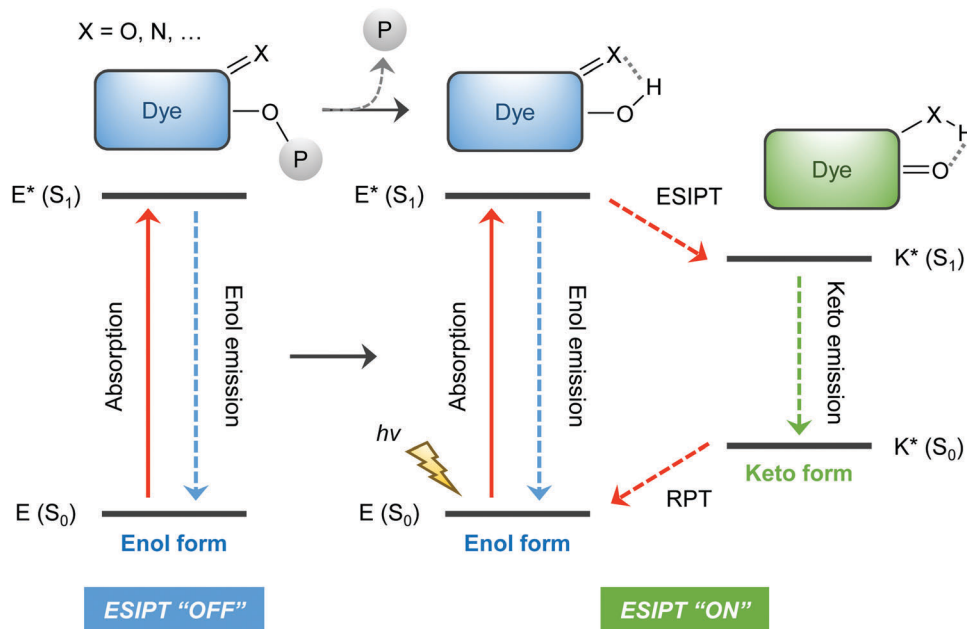 X = O, N, …
P
X
Dye
O
P
X
H
Dye
O
X
H
Dye
O
E* (S₁)
E* (S₁)
ESIPT
K* (S₁)
Absorption
Enol emission
Absorption
Enol emission
Keto emission
hν
K* (S₀)
Keto form
RPT
E (S₀)
E (S₀)
Enol form
Enol form
ESIPT “OFF”
ESIPT “ON”